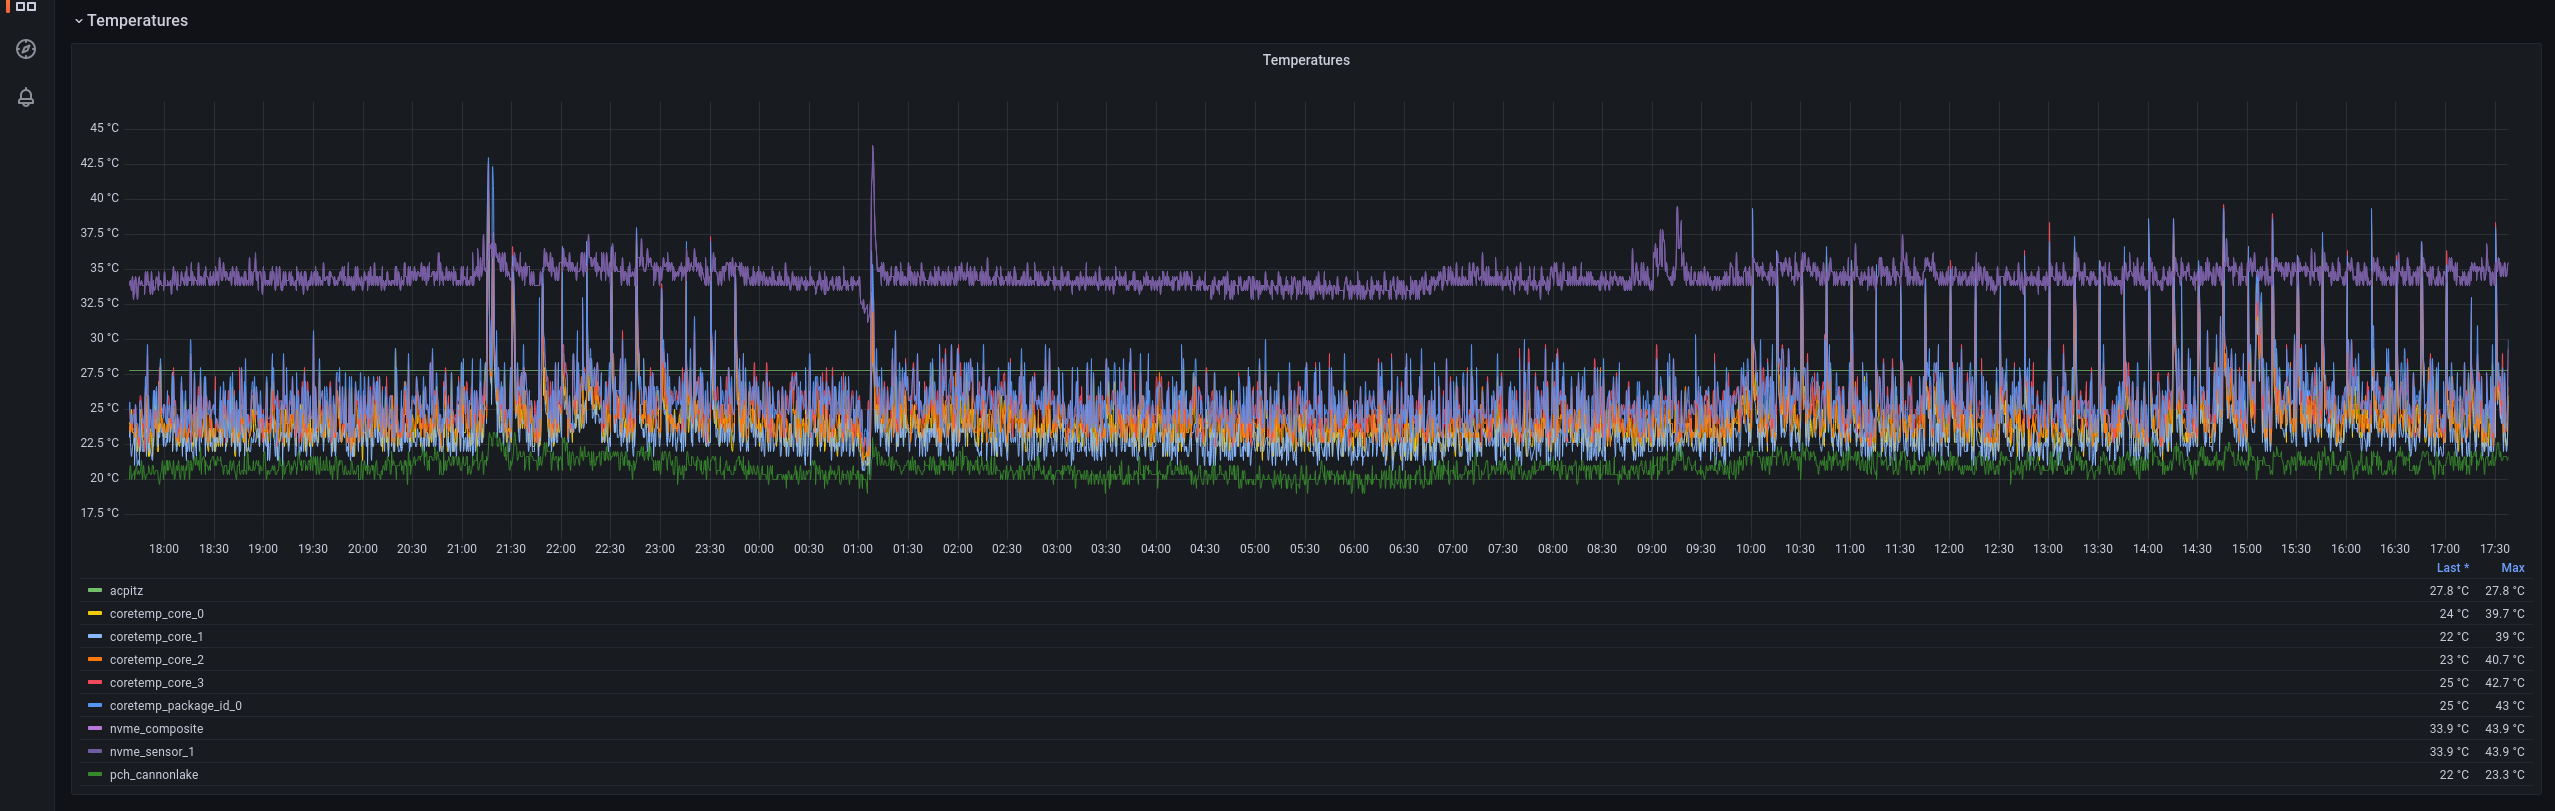 Temperatures
Temperatures
45 °C
42.5 °C
40 °C
37.5 °C
35 °C
32.5 °C
30 °C
27.5 °C
25 °C
22.5 °C
20 °C
17.5 °C
18:00 18:30 19:00 19:30 20:00 20:30 21:00 21:30 22:00 22:30 23:00 23:30 00:00 00:30 01:00 01:30 02:00 02:30 03:00 03:30 04:00 04:30 05:00 05:30 06:00 06:30 07:00 07:30 08:00 08:30 09:00 09:30 10:00 10:30 11:00 11:30 12:00 12:30 13:00 13:30 14:00 14:30 15:00 15:30 16:00 16:30 17:00 17:30
Last * Max
acpitz 27.8 °C 27.8 °C
coretemp_core_0 24 °C 39.7 °C
coretemp_core_1 22 °C 39 °C
coretemp_core_2 23 °C 40.7 °C
coretemp_core_3 25 °C 42.7 °C
coretemp_package_id_0 25 °C 43 °C
nvme_composite 33.9 °C 43.9 °C
nvme_sensor_1 33.9 °C 43.9 °C
pch_cannonlake 22 °C 23.3 °C